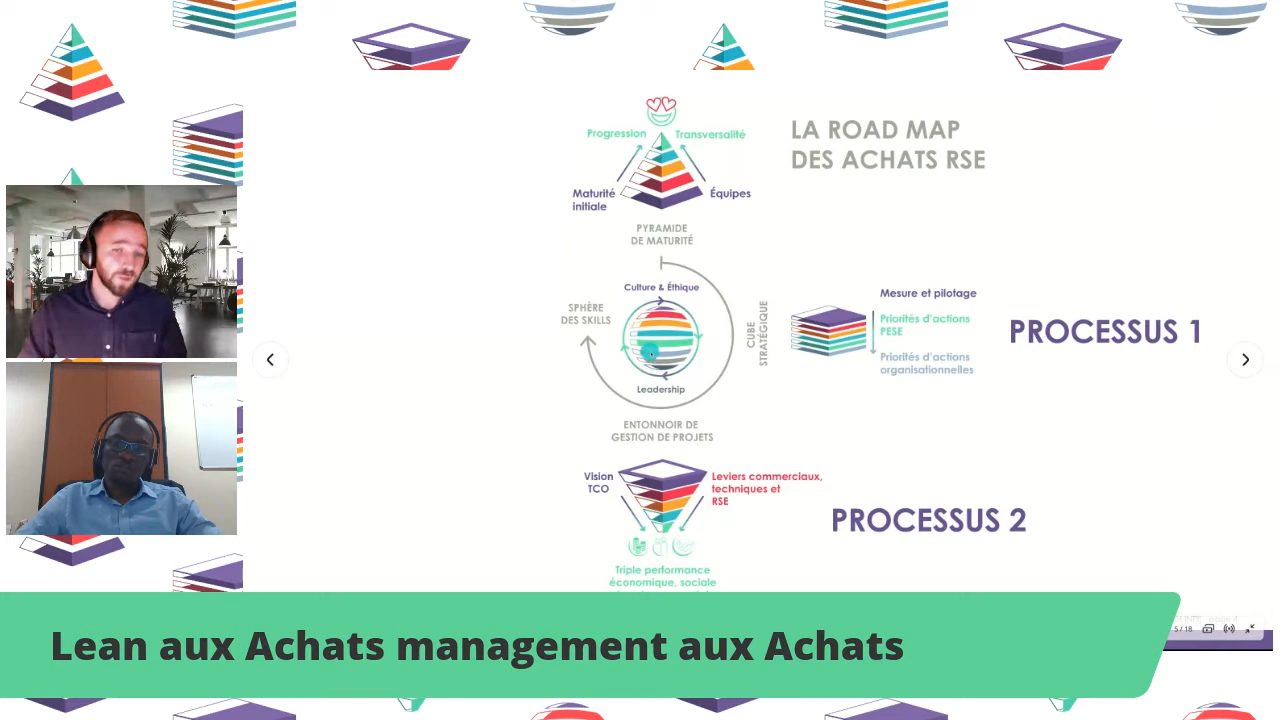 LA ROAD MAP
DES ACHATS RSE
Progression
Transversalité
Maturité
initiale
Équipes
PYRAMIDE
DE MATURITÉ
Culture & Éthique
SPHÈRE
DES SKILLS
Leadership
CUBE
STRATÉGIQUE
Mesure et pilotage
Priorités d'actions
PESE
Priorités d'actions
organisationnelles
PROCESSUS 1
ENTONNOIR DE
GESTION DE PROJETS
Vision
TCO
Leviers commerciaux,
techniques et
RSE
PROCESSUS 2
Triple performance
économique, sociale
5 / 18
Lean aux Achats management aux Achats